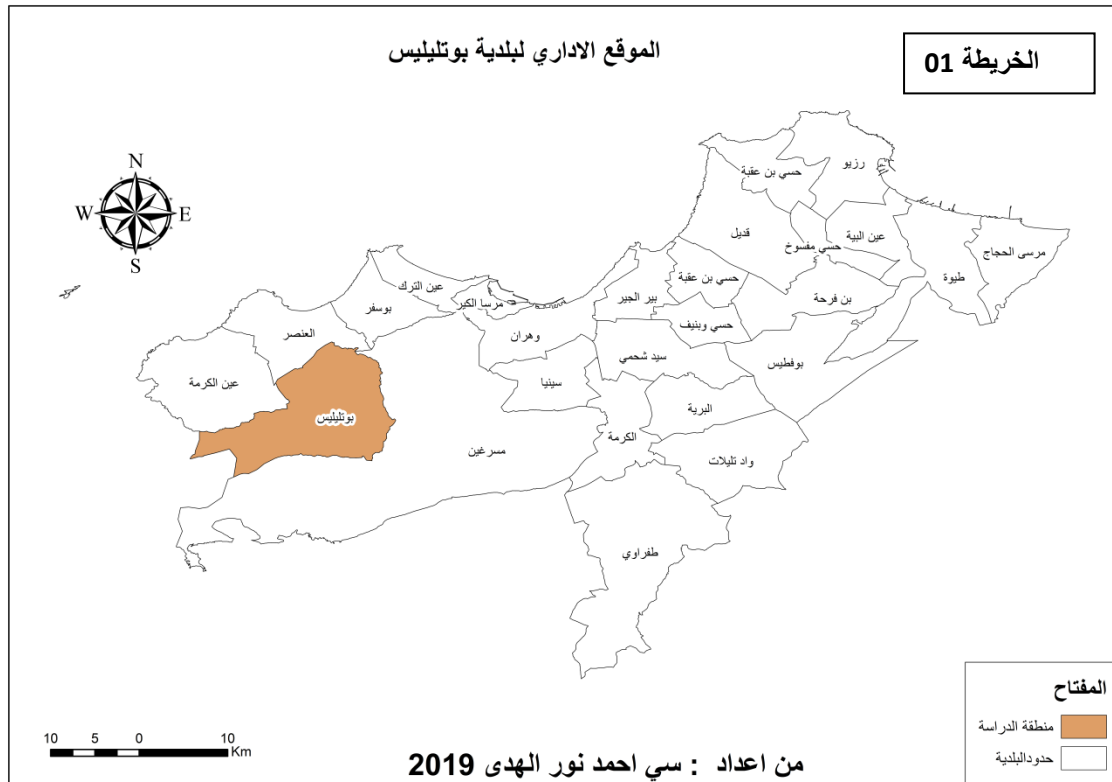 الموقع الاداري لبلدية بوتليليس
الخريطة 01
N
W
E
S
رزيو
حسي بن عقبة
قديل
حسي مفسوخ
عين البية
طيوة
مرسى الحجاج
بن فرحة
حسي بن عقبة
بير الجير
حسي وبنيف
بوفطيس
سيد شحمي
وهران
مرسا الكبر
عين الترك
بوسفر
العنصر
عين الكرمة
بوتليليس
سينيا
البرية
الكرمة
مسرغين
واد تليلات
طفراوي
المفتاح
منطقة الدراسة
حدودالبلدية
10 5 0 10
Km
من اعداد : سي احمد نور الهدى 2019